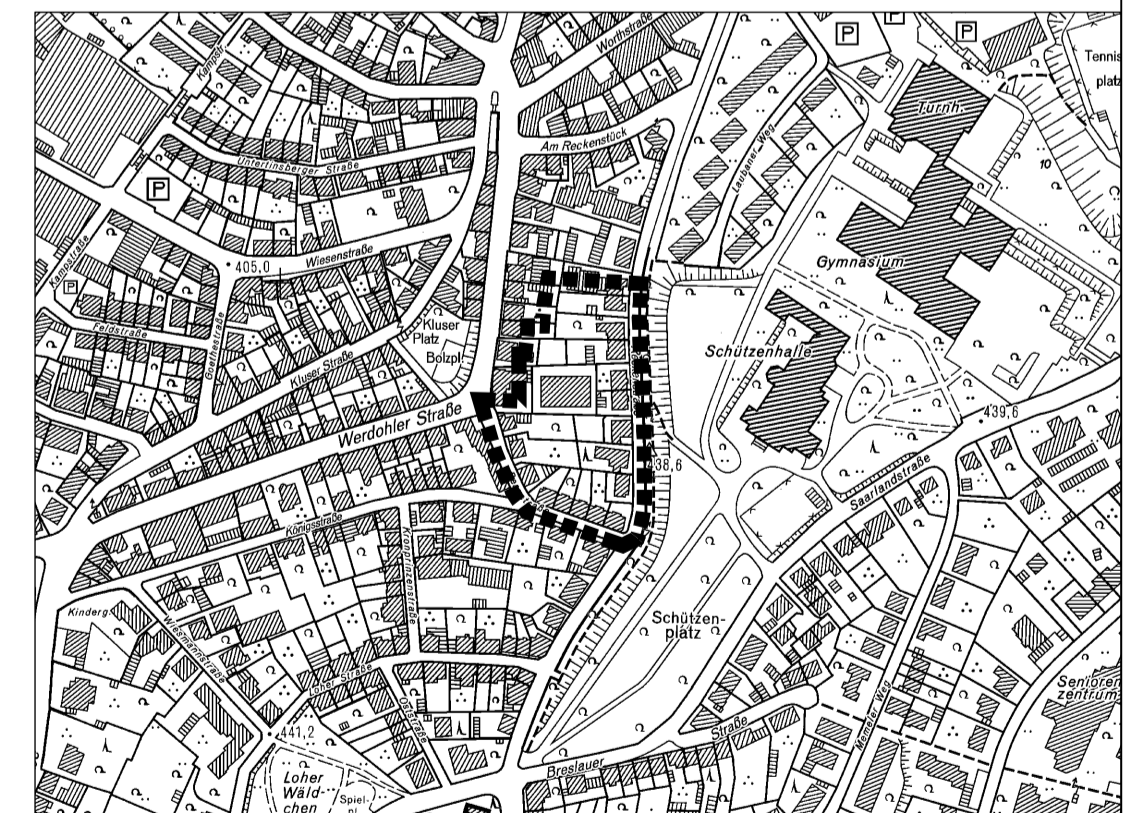 P
P
P
Tennis
platz
Kampstr.
Worthstraße
Turnh.
Am Reckenstück
Untertinsberger Straße
Laubaner Weg
10
P
Kampstraße
405,0
Wiesenstraße
Gymnasium
P
Feldstraße
Goethestraße
Kluser
Platz
Bolzpl.
Schützenhalle
Kluser Straße
Werdohler Straße
439,6
438,6
Saarlandstraße
Königsstraße
Kronprinzenstraße
Kinderg.
Wiesmannstraße
Schützen-
platz
Loher Straße
Senioren
zentrum
Memeler Weg
441,2
Breslauer Straße
Loher
Wäld
chen
Spiel-
pl.